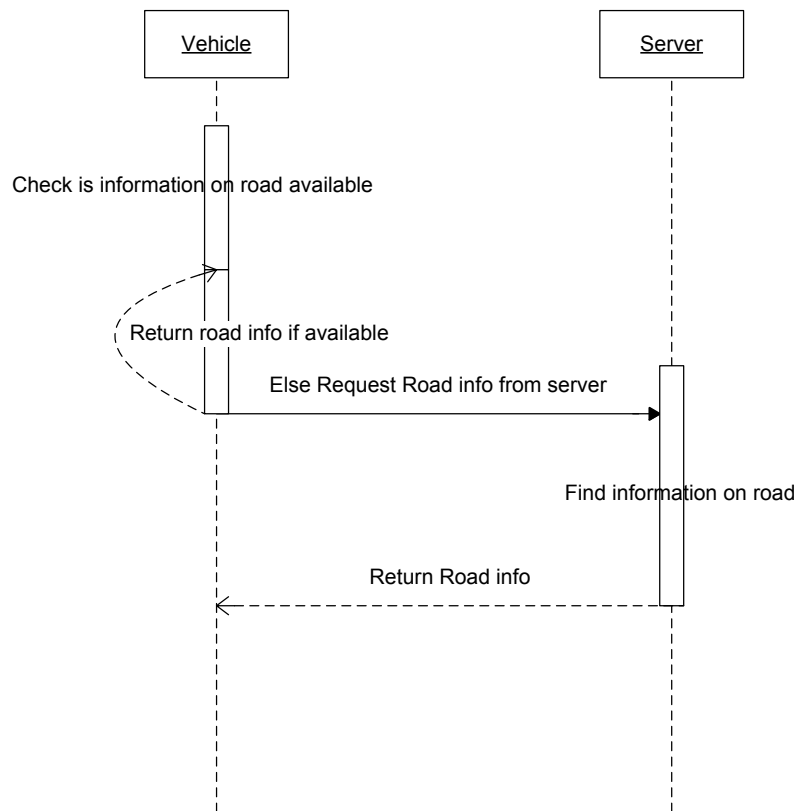 Vehicle
Server
Check is information on road available
Return road info if available
Else Request Road info from server
Find information on road
Return Road info